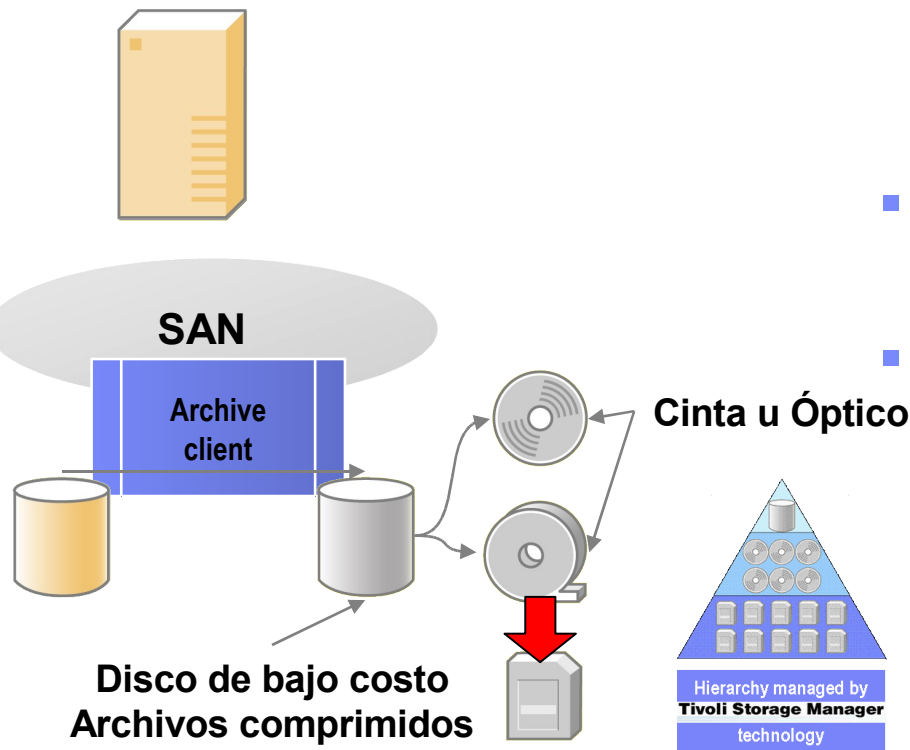 SAN
Archive
client
Cinta u Óptico
Disco de bajo costo
Archivos comprimidos
Hierarchy managed by
Tivoli Storage Manager
technology